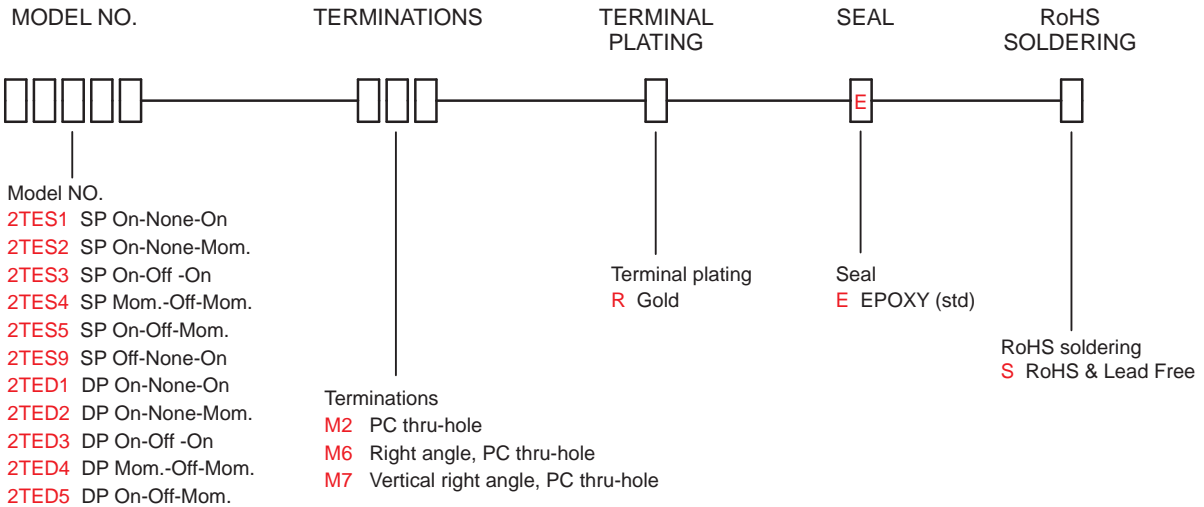 MODEL NO.
TERMINATIONS
TERMINAL
PLATING
SEAL
RoHS
SOLDERING
E
Model NO.
2TES1 SP On-None-On
2TES2 SP On-None-Mom.
2TES3 SP On-Off -On
2TES4 SP Mom.-Off-Mom.
2TES5 SP On-Off-Mom.
2TES9 SP Off-None-On
2TED1 DP On-None-On
2TED2 DP On-None-Mom.
2TED3 DP On-Off -On
2TED4 DP Mom.-Off-Mom.
2TED5 DP On-Off-Mom.
Terminations
M2 PC thru-hole
M6 Right angle, PC thru-hole
M7 Vertical right angle, PC thru-hole
Terminal plating
R Gold
Seal
E EPOXY (std)
RoHS soldering
S RoHS & Lead Free